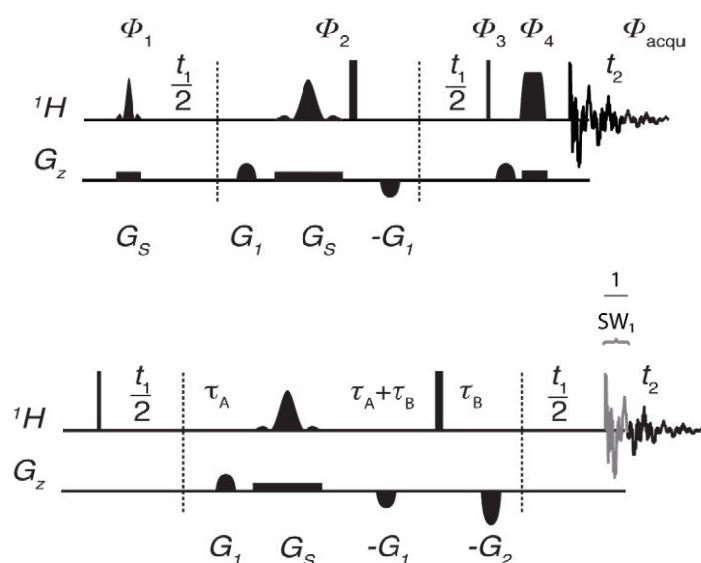 Φ1 Φ2 Φ3 Φ4 Φacqu
t1/2 t1/2 t2
1H
Gz
GS G1 GS -G1
1
SW1
t1/2 τA τA+τB τB t1/2 t2
1H
Gz
G1 GS -G1 -G2